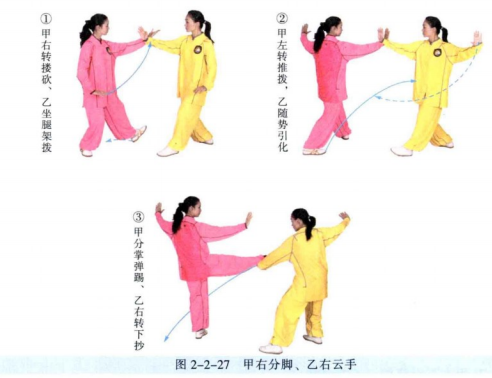 ①甲右转搂砍、乙坐腿架拨
②甲左转推拨，乙随势引化
③甲分掌弹踢、乙右转下抄
图 2-2-27 甲右分脚、乙右云手